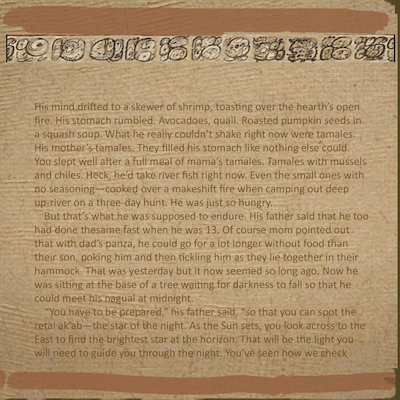 His mind drifted to a skewer of shrimp, toasting over the hearth's open
fire. His stomach rumbled. Avocadoes, quail. Roasted pumpkin seeds in
a squash soup. What he really couldn't shake right now were tamales.
His mother's tamales. They filled his stomach like nothing else could.
You slept well after a full meal of mama's tamales. Tamales with mussels
and chiles. Heck, he'd take river fish right now. Even the small ones with
no seasoning—cooked over a makeshift fire when camping out deep
up-river on a three-day hunt. He was just so hungry.
But that's what he was supposed to endure. His father said that he too
had done thesame fast when he was 13. Of course mom pointed out
that with dad's panza, he could go for a lot longer without food than
their son, poking him and then tickling him as they lie together in their
hammock. That was yesterday but it now seemed so long ago. Now he
was sitting at the base of a tree waiting for darkness to fall so that he
could meet his nagual at midnight.
"You have to be prepared," his father said, "so that you can spot the
retal ak'ab—the star of the night. As the Sun sets, you look across to the
East to find the brightest star at the horizon. That will be the light you
will need to guide you through the night. You've seen how we check